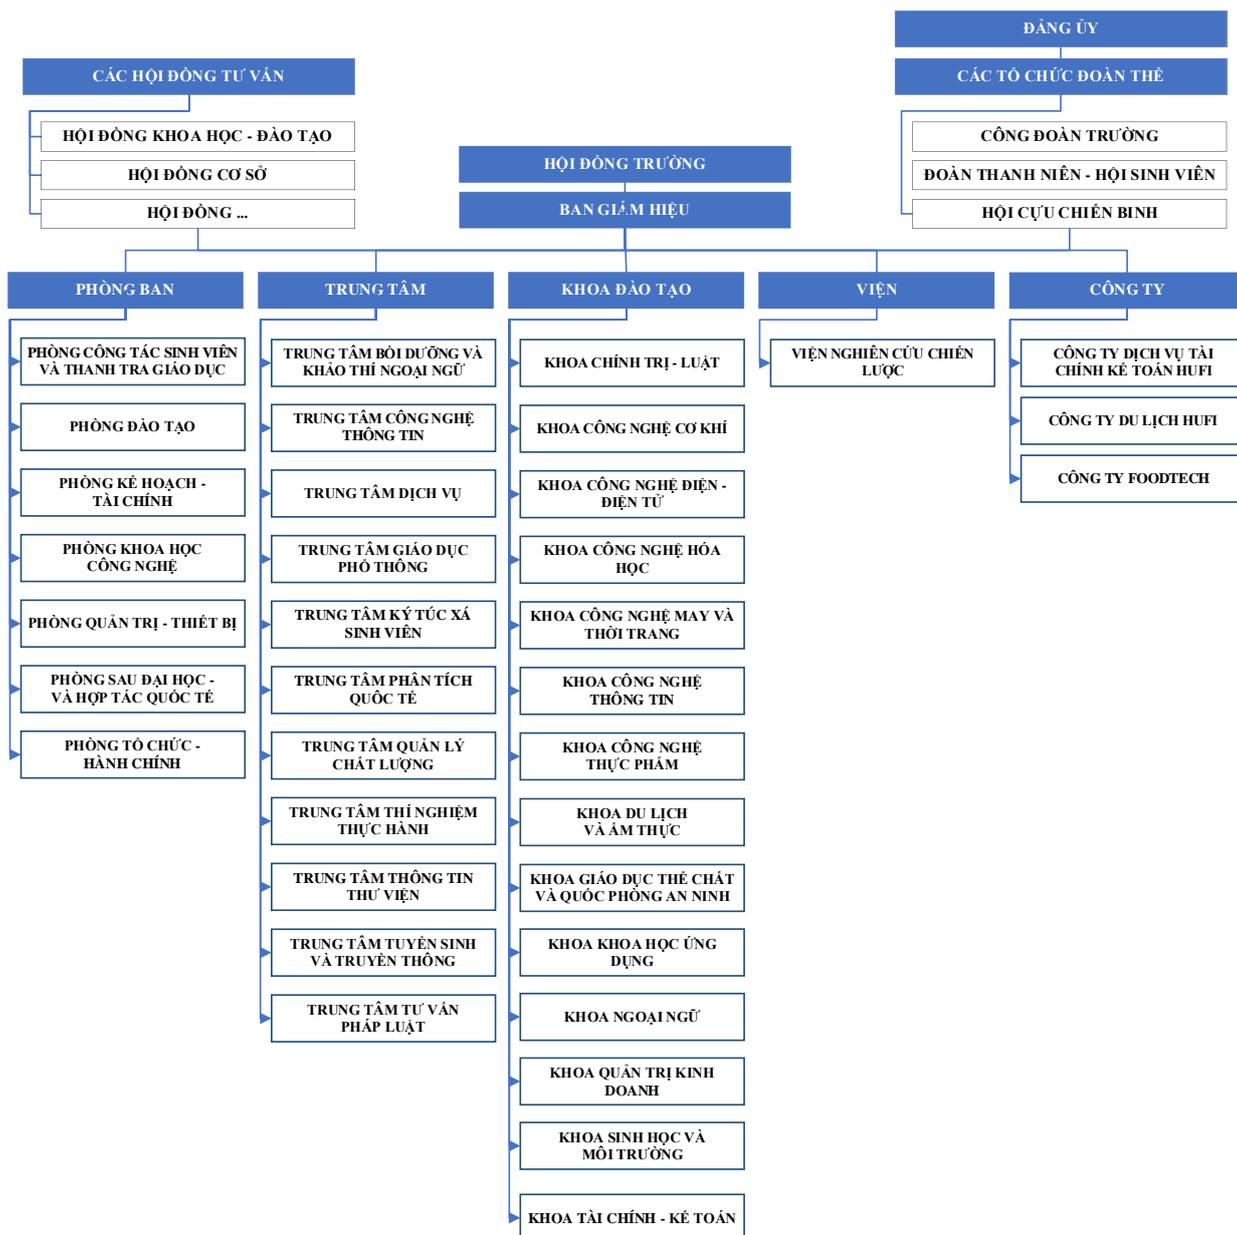 ĐẢNG ỦY
CÁC HỘI ĐỒNG TƯ VẤN
CÁC TỔ CHỨC ĐOÀN THỂ
HỘI ĐỒNG KHOA HỌC - ĐÀO TẠO
HỘI ĐỒNG CƠ SỞ
HỘI ĐỒNG ...
CÔNG ĐOÀN TRƯỜNG
ĐOÀN THANH NIÊN - HỘI SINH VIÊN
HỘI CỰU CHIẾN BINH
HỘI ĐỒNG TRƯỜNG
BAN GIÁM HIỆU
PHÒNG BAN
PHÒNG CÔNG TÁC SINH VIÊN
VÀ THANH TRA GIÁO DỤC
PHÒNG ĐÀO TẠO
PHÒNG KẾ HOẠCH -
TÀI CHÍNH
PHÒNG KHOA HỌC
CÔNG NGHỆ
PHÒNG QUẢN TRỊ - THIẾT BỊ
PHÒNG SAU ĐẠI HỌC -
VÀ HỢP TÁC QUỐC TẾ
PHÒNG TỔ CHỨC -
HÀNH CHÍNH
TRUNG TÂM
TRUNG TÂM BỒI DƯỠNG VÀ
KHẢO THÍ NGOẠI NGỮ
TRUNG TÂM CÔNG NGHỆ
THÔNG TIN
TRUNG TÂM DỊCH VỤ
TRUNG TÂM GIÁO DỤC
PHỔ THÔNG
TRUNG TÂM KÝ TÚC XÁ
SINH VIÊN
TRUNG TÂM PHÂN TÍCH
QUỐC TẾ
TRUNG TÂM QUẢN LÝ
CHẤT LƯỢNG
TRUNG TÂM THÍ NGHIỆM
THỰC HÀNH
TRUNG TÂM THÔNG TIN
THƯ VIỆN
TRUNG TÂM TUYỂN SINH
VÀ TRUYỀN THÔNG
TRUNG TÂM TƯ VẤN
PHÁP LUẬT
KHOA ĐÀO TẠO
KHOA CHÍNH TRỊ - LUẬT
KHOA CÔNG NGHỆ CƠ KHÍ
KHOA CÔNG NGHỆ ĐIỆN -
ĐIỆN TỬ
KHOA CÔNG NGHỆ HÓA
HỌC
KHOA CÔNG NGHỆ MAY VÀ
THỜI TRANG
KHOA CÔNG NGHỆ
THÔNG TIN
KHOA CÔNG NGHỆ
THỰC PHẨM
KHOA DU LỊCH
VÀ ẨM THỰC
KHOA GIÁO DỤC THỂ CHẤT
VÀ QUỐC PHÒNG AN NINH
KHOA KHOA HỌC ỨNG
DỤNG
KHOA NGOẠI NGỮ
KHOA QUẢN TRỊ KINH
DOANH
KHOA SINH HỌC VÀ
MÔI TRƯỜNG
KHOA TÀI CHÍNH - KẾ TOÁN
VIỆN
VIỆN NGHIÊN CỨU CHIẾN
LƯỢC
CÔNG TY
CÔNG TY DỊCH VỤ TÀI
CHÍNH KẾ TOÁN HUFI
CÔNG TY DU LỊCH HUFI
CÔNG TY FOODTECH